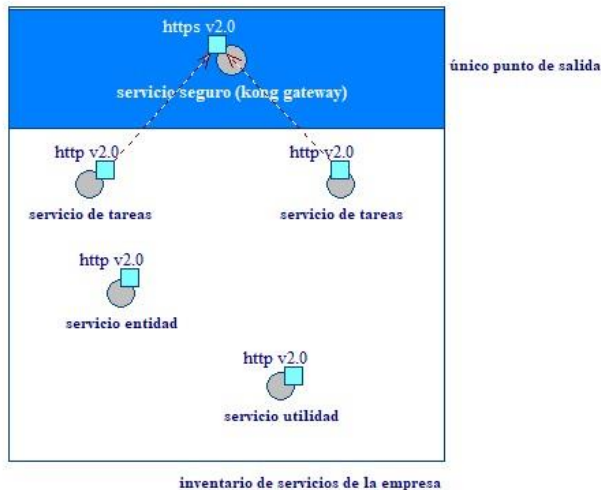 https v2.0
único punto de salida
servicio seguro (kong gateway)
http v2.0
http v2.0
servicio de tareas
servicio de tareas
http v2.0
servicio entidad
http v2.0
servicio utilidad
inventario de servicios de la empresa